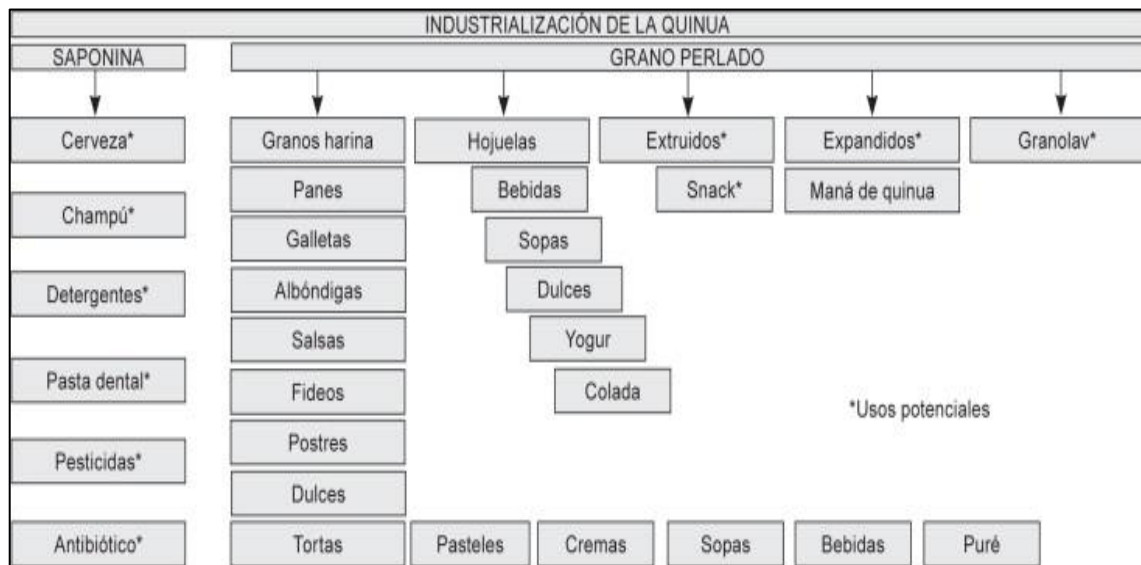 INDUSTRIALIZACIÓN DE LA QUINUA
SAPONINA
GRANO PERLADO
Cerveza*
Champú*
Detergentes*
Pasta dental*
Pesticidas*
Antibiótico*
Granos harina
Panes
Galletas
Albóndigas
Salsas
Fideos
Postres
Dulces
Tortas
Pasteles
Cremas
Sopas
Bebidas
Puré
Hojuelas
Bebidas
Sopas
Dulces
Yogur
Colada
Extruidos*
Snack*
Expandidos*
Maná de quinua
Granolav*
*Usos potenciales